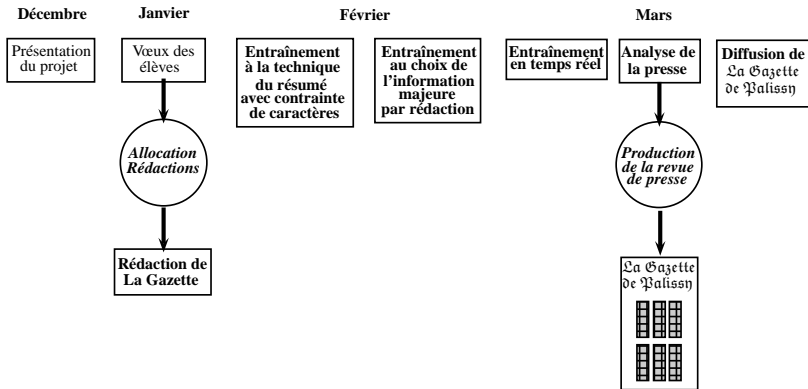 Décembre
Janvier
Février
Mars
Présentation
du projet
Vœux des
élèves
Entraînement
à la technique
du résumé
avec contrainte
de caractères
Entraînement
au choix de
l'information
majeure
par rédaction
Entraînement
en temps réel
Analyse de
la presse
Diffusion de
La Gazette
de Palissy
Allocation
Rédactions
Production
de la revue
de presse
Rédaction de
La Gazette
La Gazette
de Palissy